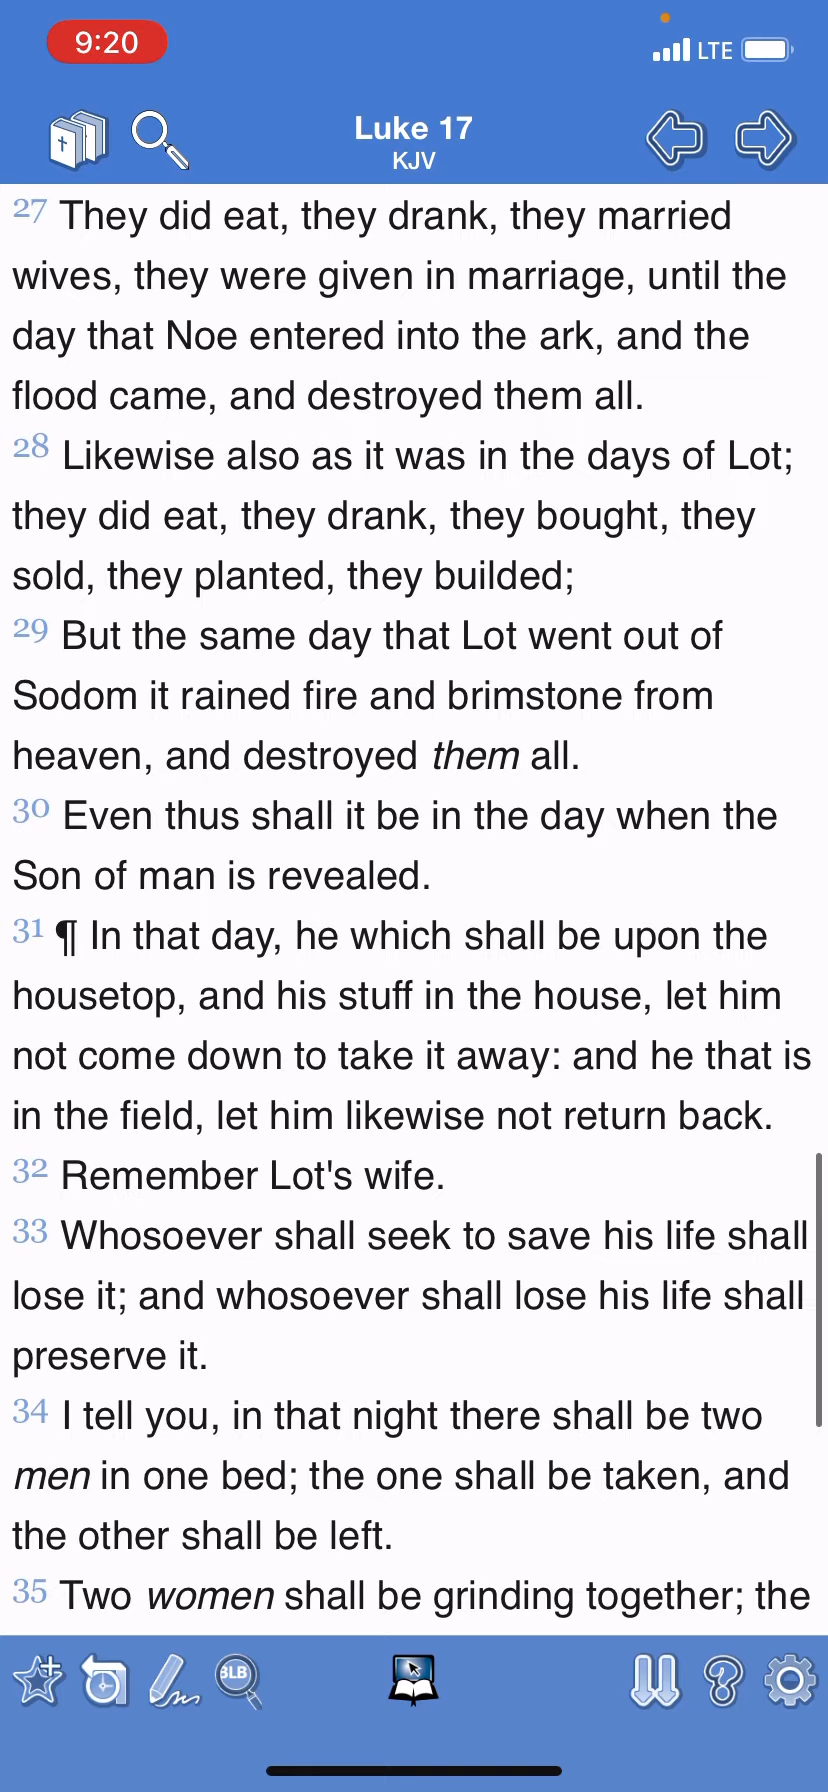 9:20
LTE
Luke 17
KJV
27 They did eat, they drank, they married
wives, they were given in marriage, until the
day that Noe entered into the ark, and the
flood came, and destroyed them all.
28 Likewise also as it was in the days of Lot;
they did eat, they drank, they bought, they
sold, they planted, they builded;
29 But the same day that Lot went out of
Sodom it rained fire and brimstone from
heaven, and destroyed them all.
30 Even thus shall it be in the day when the
Son of man is revealed.
31 ¶ In that day, he which shall be upon the
housetop, and his stuff in the house, let him
not come down to take it away: and he that is
in the field, let him likewise not return back.
32 Remember Lot's wife.
33 Whosoever shall seek to save his life shall
lose it; and whosoever shall lose his life shall
preserve it.
34 I tell you, in that night there shall be two
men in one bed; the one shall be taken, and
the other shall be left.
35 Two women shall be grinding together; the
BLB